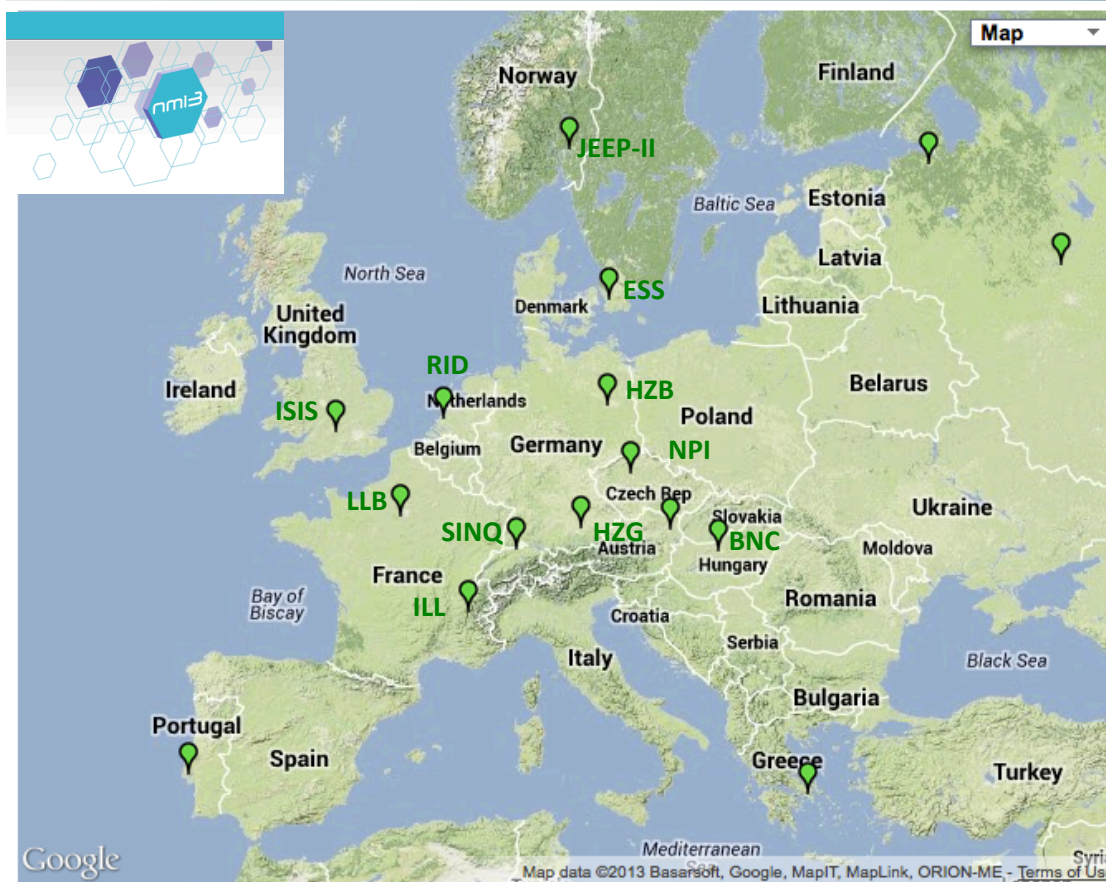 Map
nmi3
Norway
Finland
JEEP-II
Estonia
Baltic Sea
Latvia
North Sea
ESS
Denmark
Lithuania
United
Kingdom
RID
Ireland
Netherlands
HZB
Belarus
ISIS
Poland
Belgium
Germany
NPI
LLB
Czech Rep
Ukraine
Slovakia
SINQ
HZG
BNC
Austria
Moldova
Hungary
France
Bay of
Biscay
ILL
Romania
Croatia
Serbia
Italy
Black Sea
Bulgaria
Portugal
Spain
Greece
Turkey
Mediterranean
Sea
Syri
Google
Map data ©2013 Basarsoft, Google, MapIT, MapLink, ORION-ME - Terms of Us